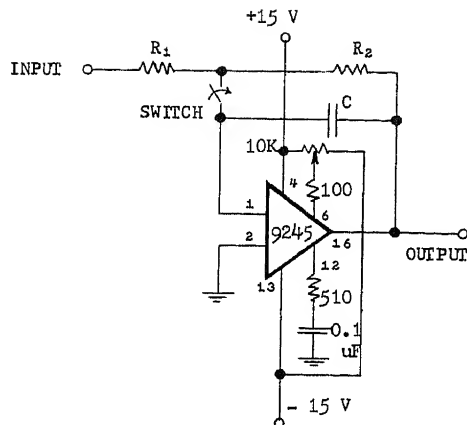 +15 V
R₁
R₂
INPUT
SWITCH
C
10K
4
100
1
6
9245
16
2
OUTPUT
12
13
510
0.1
uF
- 15 V